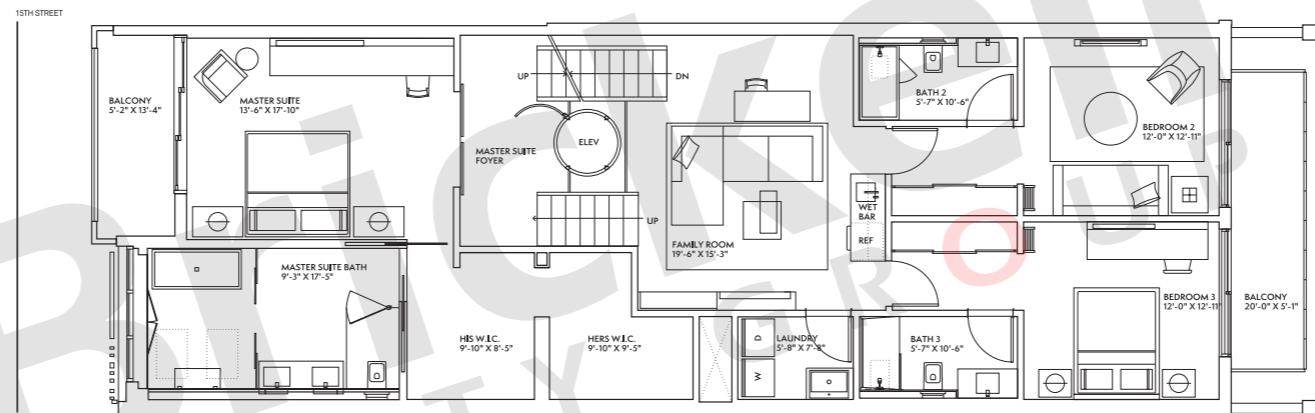 15TH STREET
BALCONY
5'-2" X 13'-4"
MASTER SUITE
13'-6" X 17'-10"
UP
DN
MASTER SUITE
FOYER
ELEV
UP
BATH 2
5'-7" X 10'-6"
BEDROOM 2
12'-0" X 12'-11"
WET
BAR
REF
FAMILY ROOM
19'-6" X 15'-3"
MASTER SUITE BATH
9'-3" X 17'-5"
HIS W.I.C.
9'-10" X 8'-5"
HERS W.I.C.
9'-10" X 9'-5"
D
W
LAUNDRY
5'-8" X 7'-8"
BATH 3
5'-7" X 10'-6"
BEDROOM 3
12'-0" X 12'-11"
BALCONY
20'-0" X 5'-1"
Brickell
TY GROUP